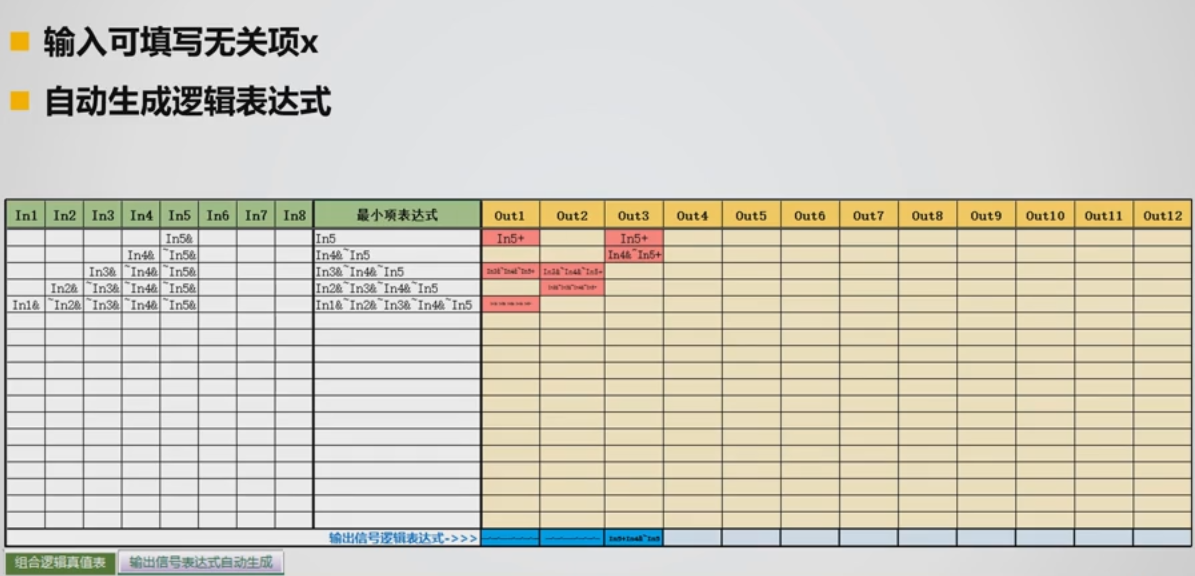 输入可填写无关项x
自动生成逻辑表达式
In1 In2 In3 In4 In5 In6 In7 In8 最小项表达式 Out1 Out2 Out3 Out4 Out5 Out6 Out7 Out8 Out9 Out10 Out11 Out12
In5& In5 In5+ In5+
In4& ~In5& In4&~In5 In4&~In5+
In3& ~In4& ~In5& In3&~In4&~In5 In3&~In4&~In5+ In3&~In4&~In5+
In2& ~In3& ~In4& ~In5& In2&~In3&~In4&~In5 In2&~In3&~In4&~In5+
In1& ~In2& ~In3& ~In4& ~In5& In1&~In2&~In3&~In4&~In5
输出信号逻辑表达式->>> In5+In4&~In5
组合逻辑真值表 输出信号表达式自动生成